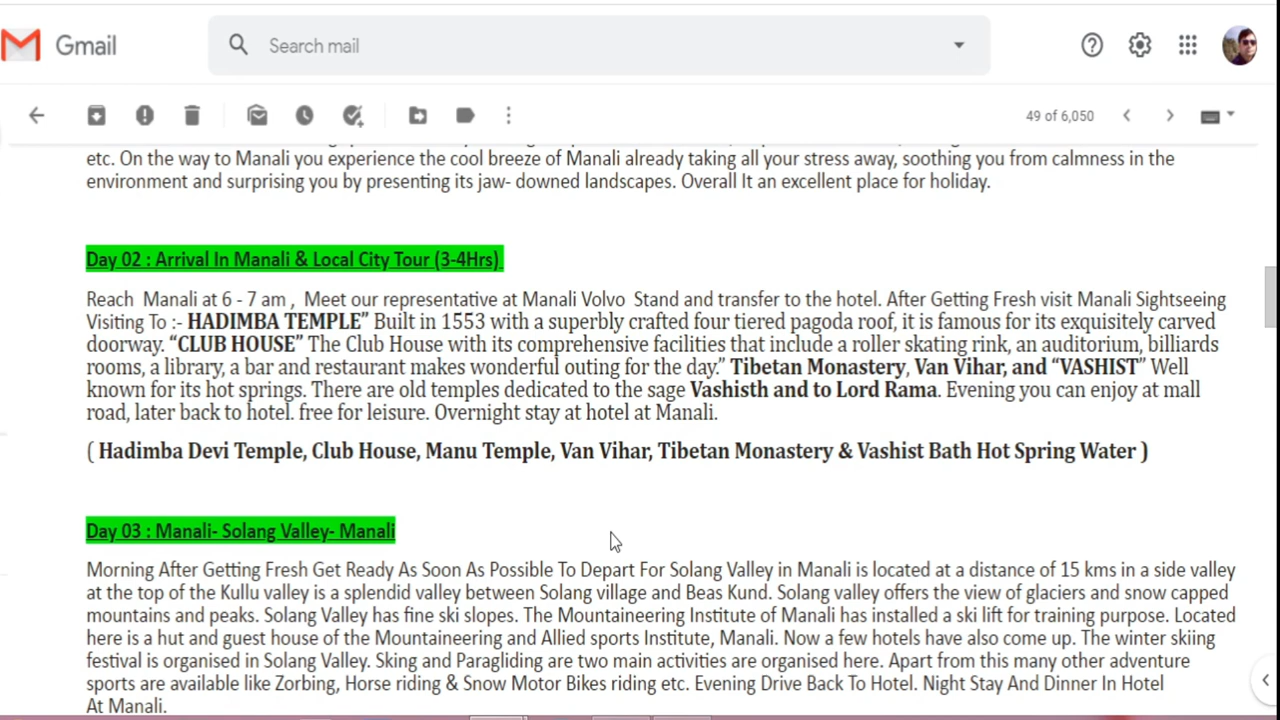 Gmail
Search mail
49 of 6,050
etc. On the way to Manali you experience the cool breeze of Manali already taking all your stress away, soothing you from calmness in the
environment and surprising you by presenting its jaw- downed landscapes. Overall It an excellent place for holiday.
Day 02 : Arrival In Manali & Local City Tour (3-4Hrs)
Reach Manali at 6 - 7 am , Meet our representative at Manali Volvo Stand and transfer to the hotel. After Getting Fresh visit Manali Sightseeing
Visiting To :- HADIMBA TEMPLE” Built in 1553 with a superbly crafted four tiered pagoda roof, it is famous for its exquisitely carved
doorway. “CLUB HOUSE” The Club House with its comprehensive facilities that include a roller skating rink, an auditorium, billiards
rooms, a library, a bar and restaurant makes wonderful outing for the day.” Tibetan Monastery, Van Vihar, and “VASHIST” Well
known for its hot springs. There are old temples dedicated to the sage Vashisth and to Lord Rama. Evening you can enjoy at mall
road, later back to hotel. free for leisure. Overnight stay at hotel at Manali.
( Hadimba Devi Temple, Club House, Manu Temple, Van Vihar, Tibetan Monastery & Vashist Bath Hot Spring Water )
Day 03 : Manali- Solang Valley- Manali
Morning After Getting Fresh Get Ready As Soon As Possible To Depart For Solang Valley in Manali is located at a distance of 15 kms in a side valley
at the top of the Kullu valley is a splendid valley between Solang village and Beas Kund. Solang valley offers the view of glaciers and snow capped
mountains and peaks. Solang Valley has fine ski slopes. The Mountaineering Institute of Manali has installed a ski lift for training purpose. Located
here is a hut and guest house of the Mountaineering and Allied sports Institute, Manali. Now a few hotels have also come up. The winter skiing
festival is organised in Solang Valley. Sking and Paragliding are two main activities are organised here. Apart from this many other adventure
sports are available like Zorbing, Horse riding & Snow Motor Bikes riding etc. Evening Drive Back To Hotel. Night Stay And Dinner In Hotel
At Manali.